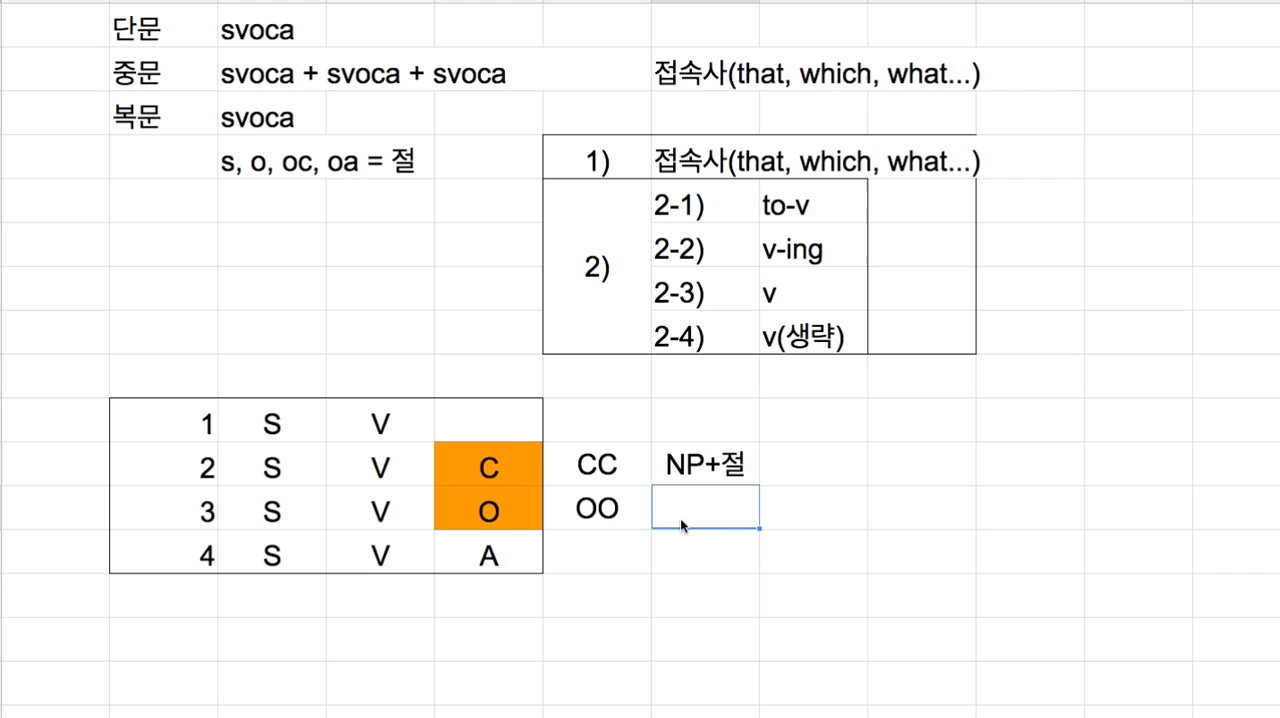 단문 svoca
중문 svoca + svoca + svoca 접속사(that, which, what...)
복문 svoca
s, o, oc, oa = 절 1) 접속사(that, which, what...)
2-1) to-v
2-2) v-ing
2)
2-3) v
2-4) v(생략)
1 S V
2 S V C CC NP+절
3 S V O OO
4 S V A